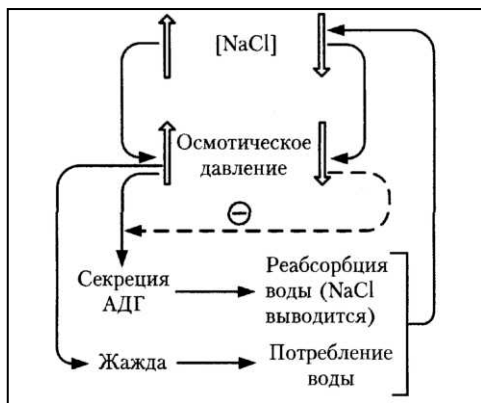 [NaCl]
Осмотическое
давление
⊖
Секреция
АДГ
Реабсорбция
воды (NaCl
выводится)
Жажда
Потребление
воды